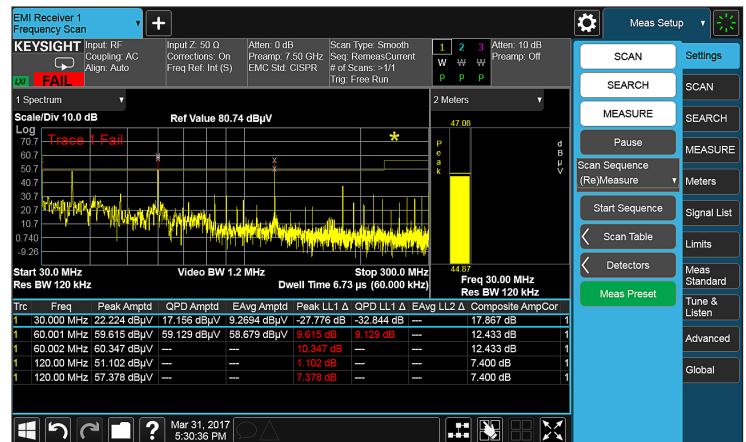 EMI Receiver 1
Frequency Scan
Meas Setup
KEYSIGHT
LXI
FAIL
Input: RF
Coupling: AC
Align: Auto
Input Z: 50 Ω
Corrections: On
Freq Ref: Int (S)
Atten: 0 dB
Preamp: 7.50 GHz
EMC Std: CISPR
Scan Type: Smooth
Seq: RemeasCurrent
# of Scans: >1/1
Trig: Free Run
1 2 3
W W W
P P P
Atten: 10 dB
Preamp: Off
1 Spectrum
Scale/Div 10.0 dB
Ref Value 80.74 dBµV
Log
Trace 1 Fail
70.7
60.7
50.7
40.7
30.7
20.7
10.7
0.740
-9.26
Start 30.0 MHz
Res BW 120 kHz
Video BW 1.2 MHz
Stop 300.0 MHz
Dwell Time 6.73 µs (60.000 kHz)
2 Meters
47.08
Peak
dBµV
44.87
Freq 30.00 MHz
Res BW 120 kHz
Trc Freq Peak Amptd QPD Amptd EAvg Amptd Peak LL1 Δ QPD LL1 Δ EAvg LL2 Δ Composite AmpCor
1 30.000 MHz 22.224 dBµV 17.156 dBµV 9.2694 dBµV -27.776 dB -32.844 dB --- 17.867 dB 1
1 60.001 MHz 59.615 dBµV 59.129 dBµV 58.679 dBµV 9.615 dB 9.129 dB --- 12.433 dB 1
1 60.002 MHz 60.347 dBµV --- --- 10.347 dB --- --- 12.433 dB 1
1 120.00 MHz 51.102 dBµV --- --- 1.102 dB --- --- 7.400 dB 1
1 120.00 MHz 57.378 dBµV --- --- 7.378 dB --- --- 7.400 dB 1
SCAN
SEARCH
MEASURE
Pause
Scan Sequence
(Re)Measure
Start Sequence
Scan Table
Detectors
Meas Preset
Settings
SCAN
SEARCH
MEASURE
Meters
Signal List
Limits
Meas
Standard
Tune &
Listen
Advanced
Global
?
Mar 31, 2017
5:30:36 PM